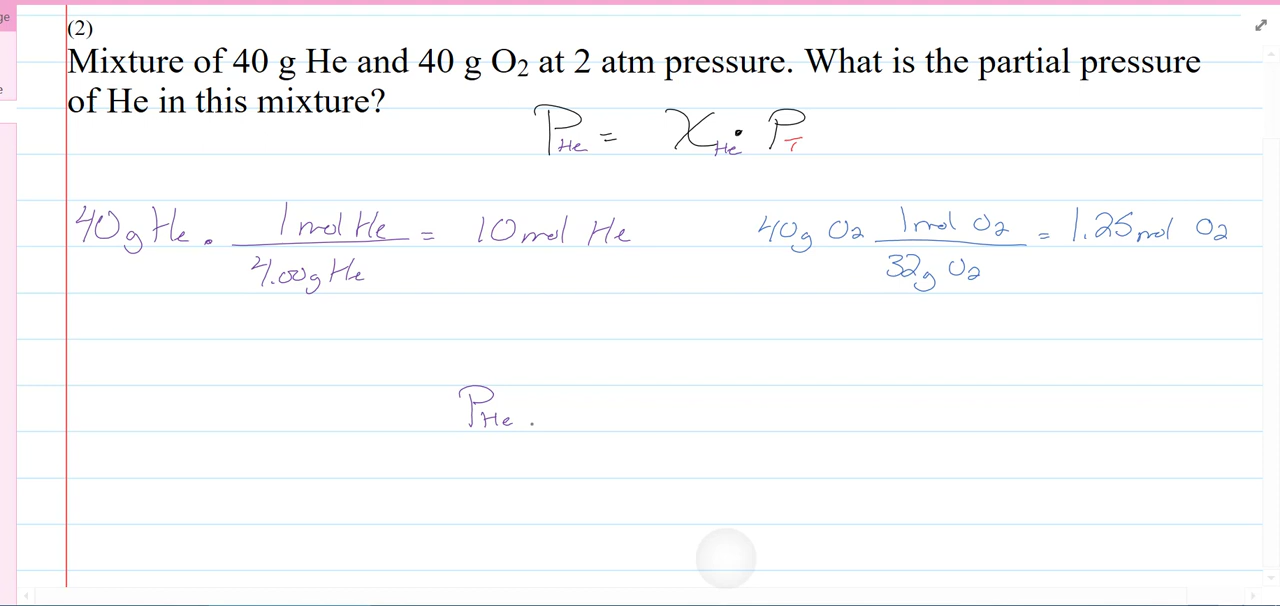 ge
e
(2)
Mixture of 40 g He and 40 g O₂ at 2 atm pressure. What is the partial pressure
of He in this mixture?
P_He = X_He · P_T
40g He · 1 mol He / 4.00g He = 10 mol He
40g O₂ 1 mol O₂ / 32g O₂ = 1.25 mol O₂
P_He .